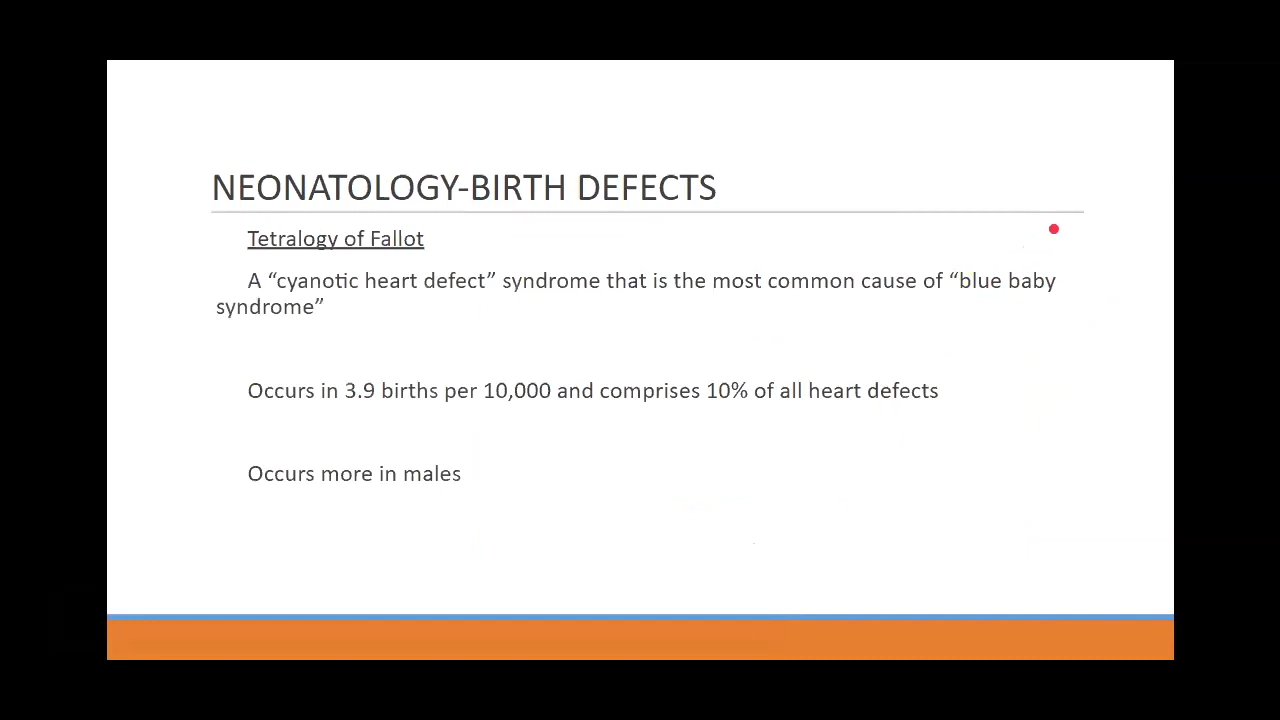 NEONATOLOGY-BIRTH DEFECTS
Tetralogy of Fallot
A “cyanotic heart defect” syndrome that is the most common cause of “blue baby
syndrome”
Occurs in 3.9 births per 10,000 and comprises 10% of all heart defects
Occurs more in males